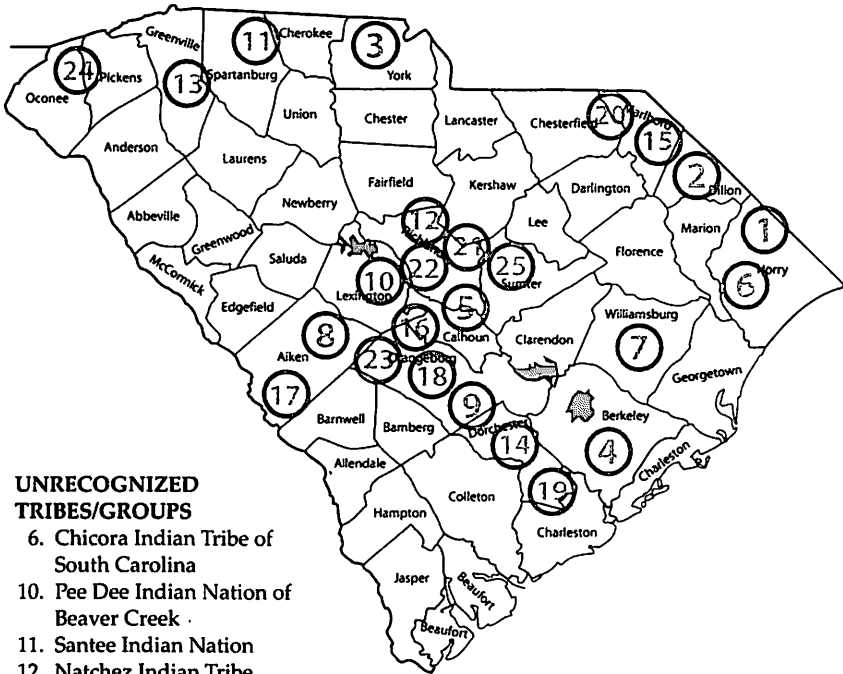 Greenville
11
Cherokee
3
24
Pickens
13
Spartanburg
York
Oconee
Union
Chester
Lancaster
Chesterfield
20
Marlboro
15
Anderson
Laurens
2
Dillon
Fairfield
Kershaw
Darlington
Abbeville
Newberry
Lee
Marion
1
Greenwood
12
Richland
21
Florence
Saluda
McCormick
22
25
Sumter
Horry
6
10
Lexington
Edgefield
5
Williamsburg
8
16
Calhoun
Clarendon
7
Aiken
23
Orangeburg
18
Georgetown
17
9
Barnwell
Bamberg
Dorchester
Berkeley
14
4
Allendale
Charleston
19
Colleton
Hampton
Charleston
Jasper
Beaufort
Beaufort
UNRECOGNIZED
TRIBES/GROUPS
6. Chicora Indian Tribe of
South Carolina
10. Pee Dee Indian Nation of
Beaver Creek
11. Santee Indian Nation
12. Natchez Indian Tribe